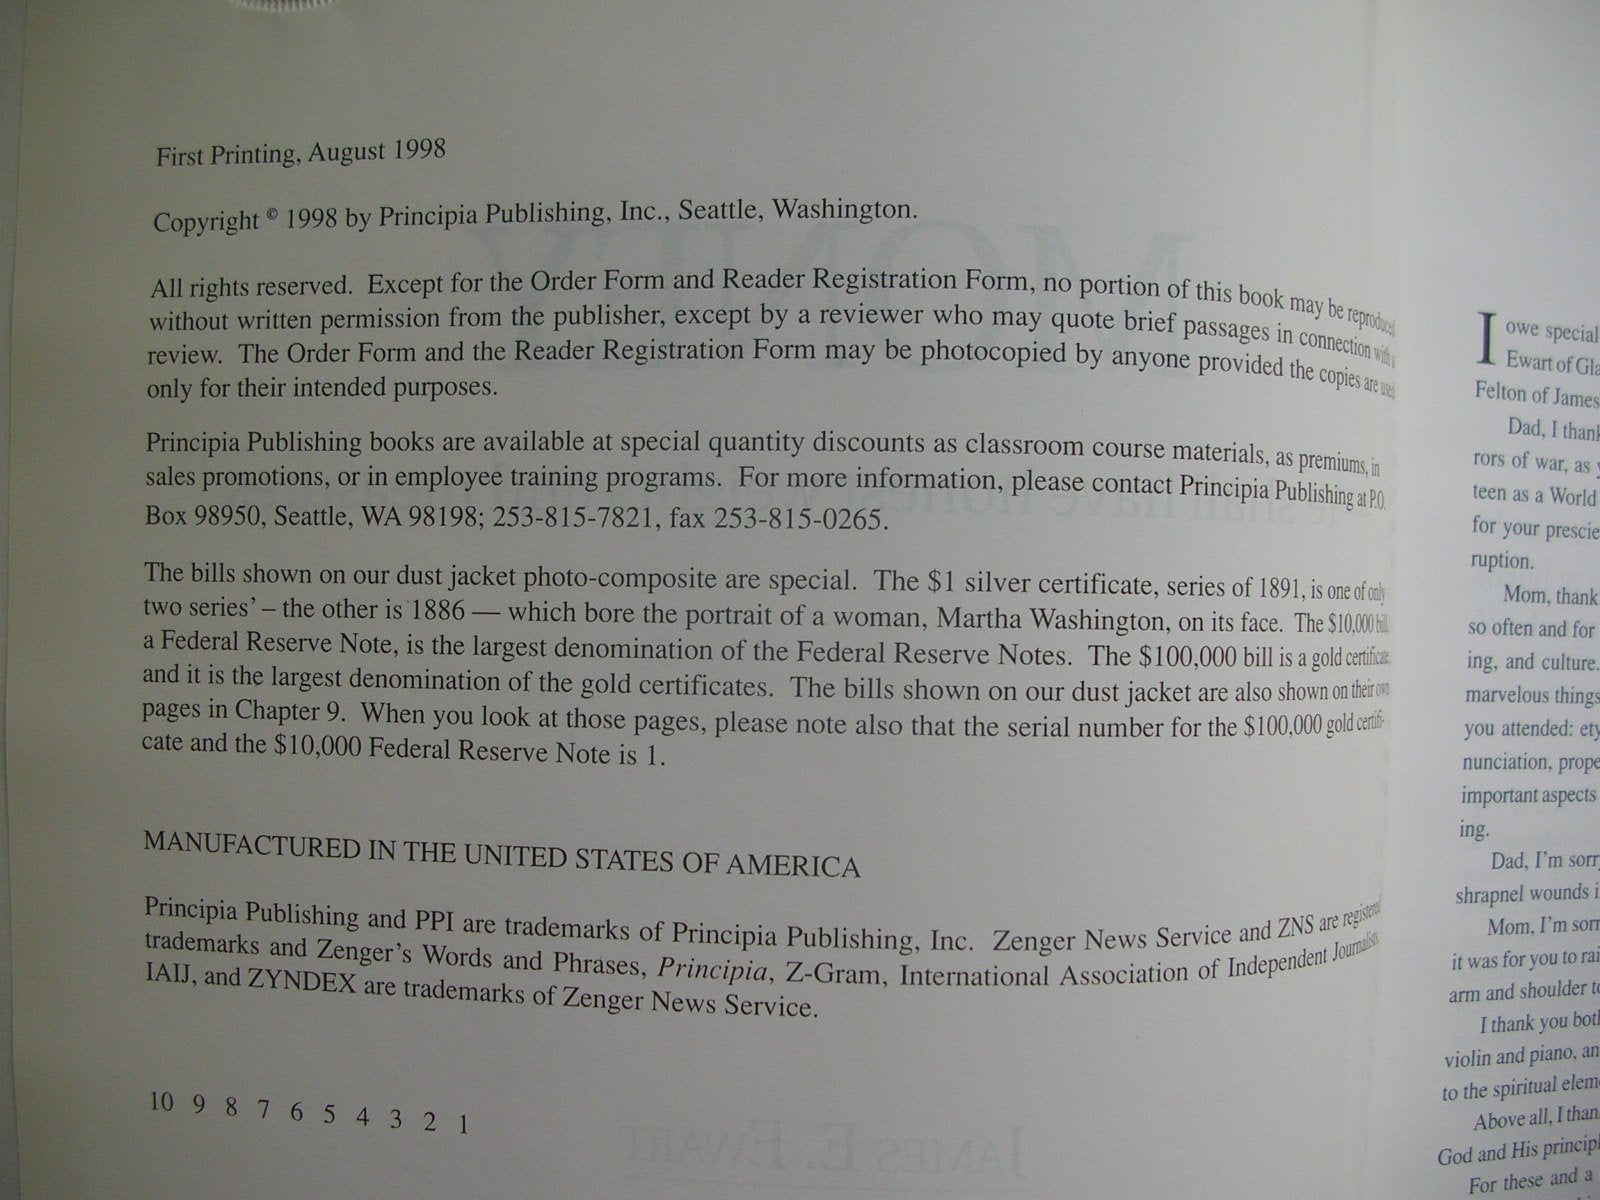 First Printing, August 1998
Copyright © 1998 by Principia Publishing, Inc., Seattle, Washington.
All rights reserved. Except for the Order Form and Reader Registration Form, no portion of this book may be reproduced
without written permission from the publisher, except by a reviewer who may quote brief passages in connection with a
review. The Order Form and the Reader Registration Form may be photocopied by anyone provided the copies are used
only for their intended purposes.
Principia Publishing books are available at special quantity discounts as classroom course materials, as premiums, in
sales promotions, or in employee training programs. For more information, please contact Principia Publishing at P.O.
Box 98950, Seattle, WA 98198; 253-815-7821, fax 253-815-0265.
The bills shown on our dust jacket photo-composite are special. The $1 silver certificate, series of 1891, is one of only
two series' – the other is 1886 — which bore the portrait of a woman, Martha Washington, on its face. The $10,000 bill,
a Federal Reserve Note, is the largest denomination of the Federal Reserve Notes. The $100,000 bill is a gold certificate,
and it is the largest denomination of the gold certificates. The bills shown on our dust jacket are also shown on their own
pages in Chapter 9. When you look at those pages, please note also that the serial number for the $100,000 gold certifi-
cate and the $10,000 Federal Reserve Note is 1.
MANUFACTURED IN THE UNITED STATES OF AMERICA
Principia Publishing and PPI are trademarks of Principia Publishing, Inc. Zenger News Service and ZNS are registered
trademarks and Zenger's Words and Phrases, Principia, Z-Gram, International Association of Independent Journalists
IAIJ, and ZYNDEX are trademarks of Zenger News Service.
10 9 8 7 6 5 4 3 2 1
I owe special
Ewart of Gla
Felton of James
Dad, I thank
rors of war, as y
teen as a World
for your prescie
ruption.
Mom, thank
so often and for
ing, and culture.
marvelous things
you attended: ety
nunciation, prope
important aspects
ing.
Dad, I'm sorry
shrapnel wounds i
Mom, I'm sorr
it was for you to rai
arm and shoulder to
I thank you both
violin and piano, an
to the spiritual elem
Above all, I than
God and His principl
For these and a